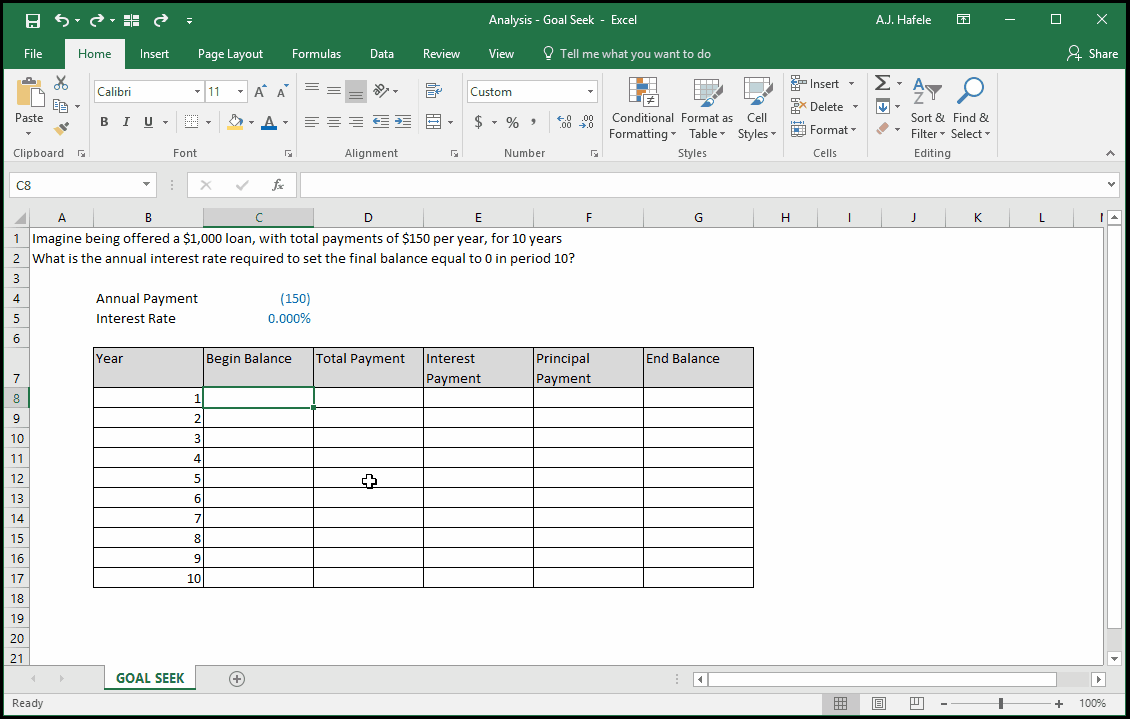 Analysis - Goal Seek - Excel
A.J. Hafele
File Home Insert Page Layout Formulas Data Review View Tell me what you want to do Share
Paste
Calibri 11
B I U
Custom
$ % ,
Conditional Formatting
Format as Table
Cell Styles
Insert
Delete
Format
Sort & Filter
Find & Select
Clipboard Font Alignment Number Styles Cells Editing
C8 fx
A B C D E F G H I J K L
1 Imagine being offered a $1,000 loan, with total payments of $150 per year, for 10 years
2 What is the annual interest rate required to set the final balance equal to 0 in period 10?
3
4 Annual Payment (150)
5 Interest Rate 0.000%
6
7 Year Begin Balance Total Payment Interest Payment Principal Payment End Balance
8 1
9 2
10 3
11 4
12 5
13 6
14 7
15 8
16 9
17 10
18
19
20
21
GOAL SEEK
Ready 100%